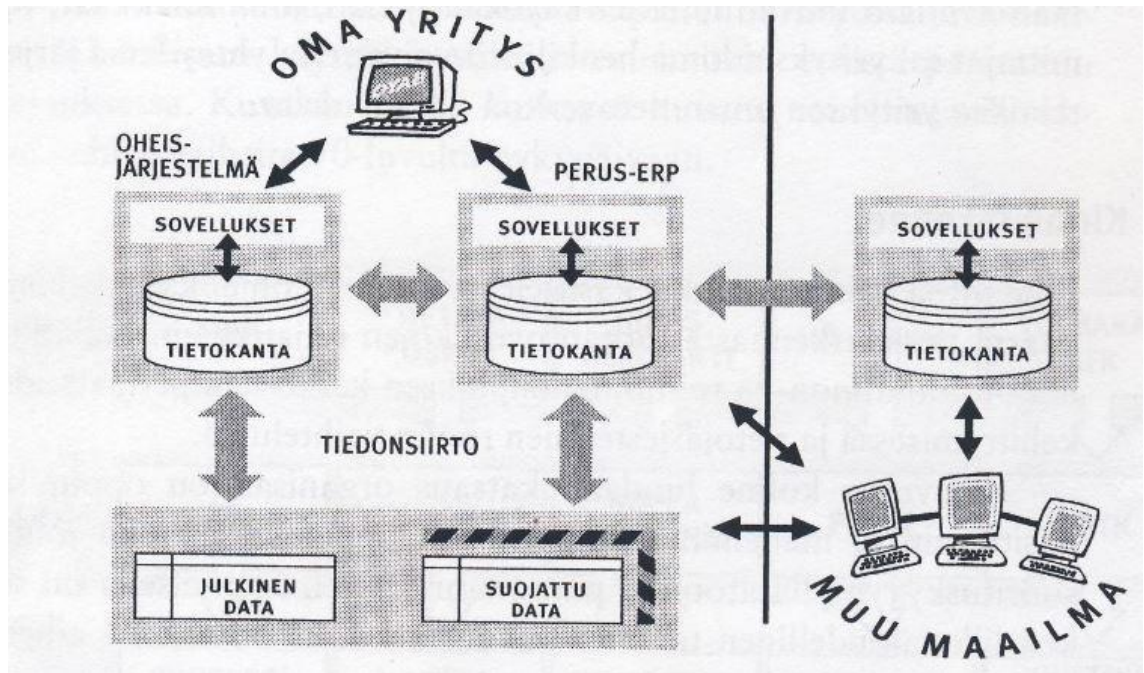 OMA YRITYS
OHEIS-
JÄRJESTELMÄ
PERUS-ERP
SOVELLUKSET
SOVELLUKSET
SOVELLUKSET
TIETOKANTA
TIETOKANTA
TIETOKANTA
TIEDONSIIRTO
JULKINEN
DATA
SUOJATTU
DATA
MUU MAAILMA